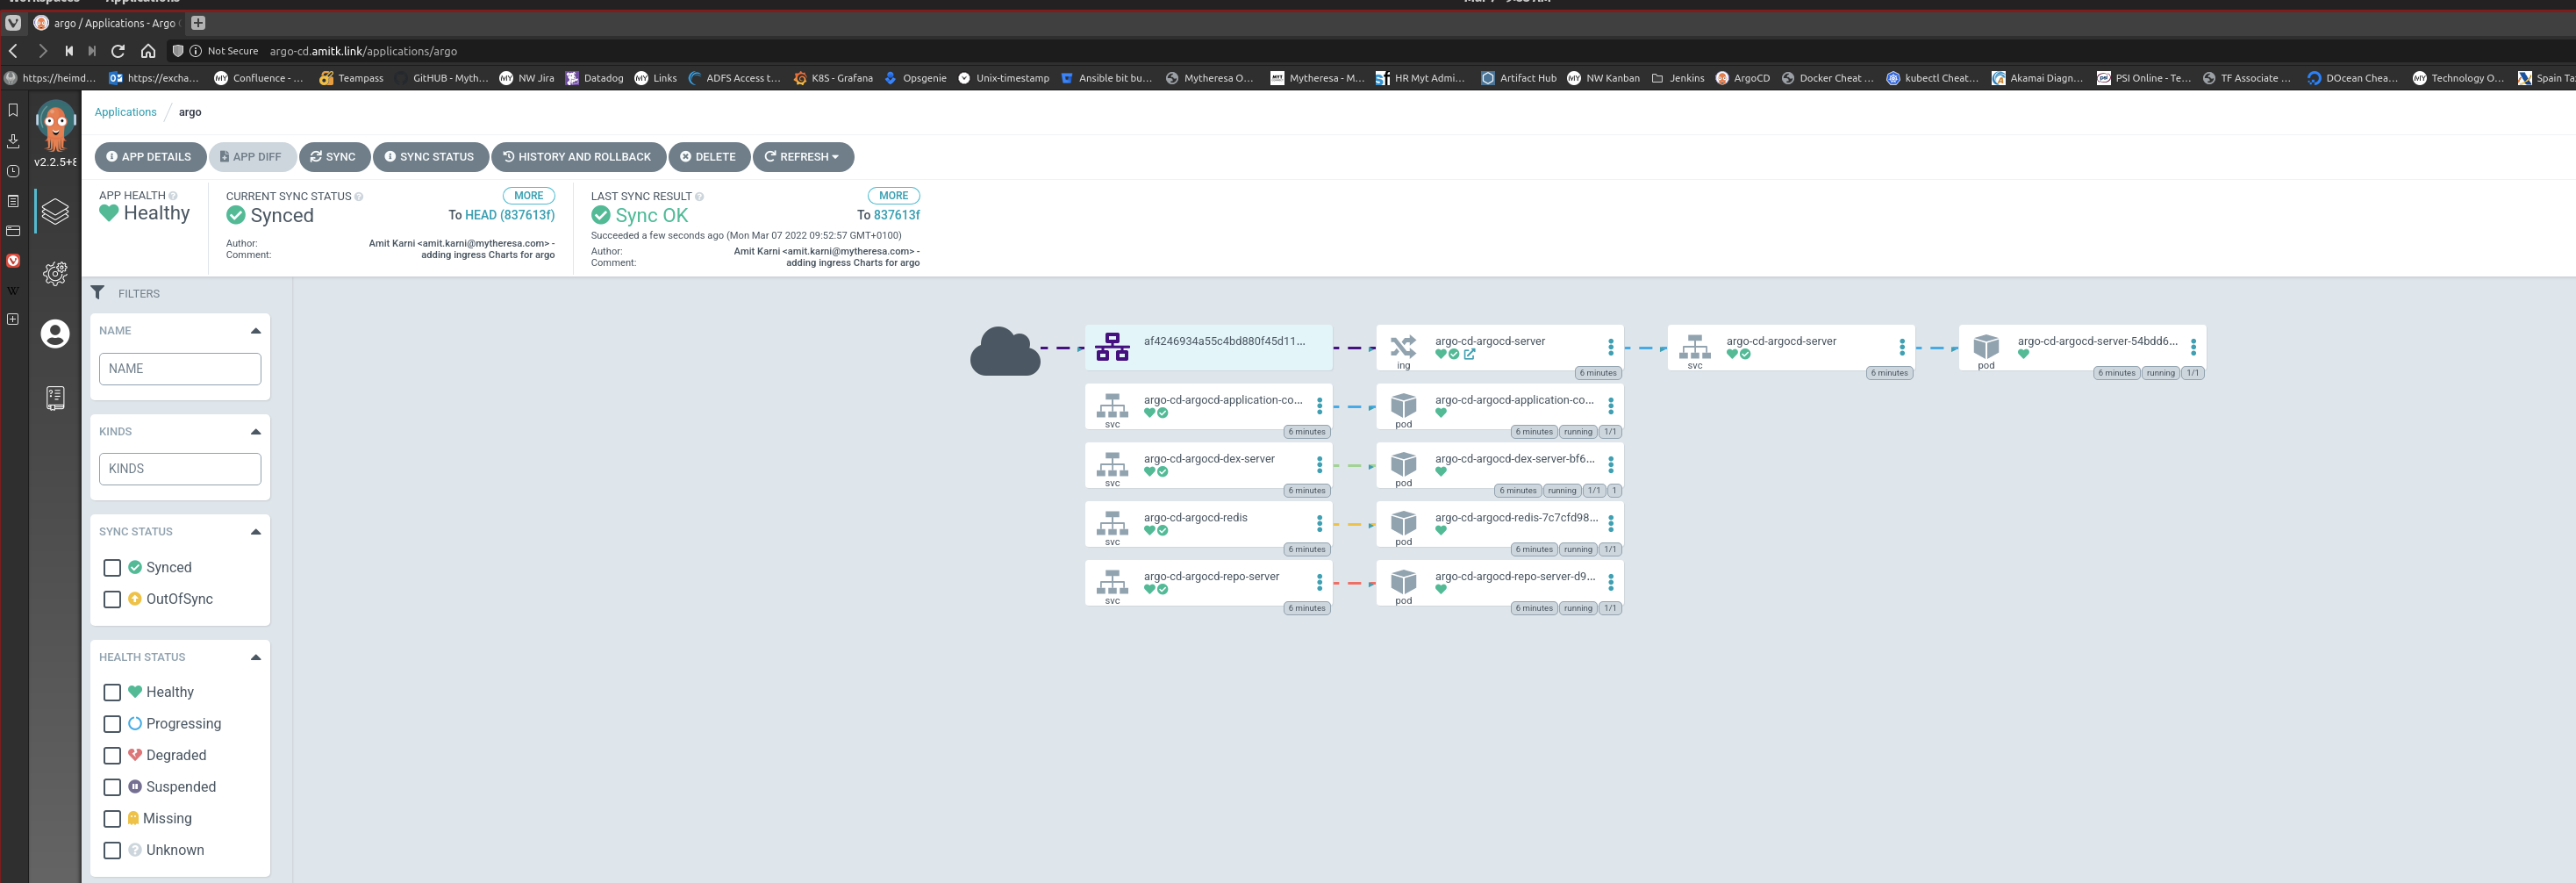 argo / Applications - Argo
Not Secure argo-cd.amitk.link/applications/argo
https://heimd... https://excha... Confluence - ... Teampass GitHUB - Myth... NW Jira Datadog Links ADFS Access t... K8S - Grafana Opsgenie Unix-timestamp Ansible bit bu... Mytheresa O... Mytheresa - M... HR Myt Admi... Artifact Hub NW Kanban Jenkins ArgoCD Docker Cheat ... kubectl Cheat... Akamai Diagn... PSI Online - Te... TF Associate ... DOcean Chea... Technology O... Spain Ta
Applications / argo
v2.2.5+8
APP DETAILS APP DIFF SYNC SYNC STATUS HISTORY AND ROLLBACK DELETE REFRESH
APP HEALTH
Healthy
CURRENT SYNC STATUS MORE
Synced To HEAD (837613f)
Author: Amit Karni <amit.karni@mytheresa.com> -
Comment: adding ingress Charts for argo
LAST SYNC RESULT MORE
Sync OK To 837613f
Succeeded a few seconds ago (Mon Mar 07 2022 09:52:57 GMT+0100)
Author: Amit Karni <amit.karni@mytheresa.com> -
Comment: adding ingress Charts for argo
FILTERS
NAME
NAME
KINDS
KINDS
SYNC STATUS
Synced
OutOfSync
HEALTH STATUS
Healthy
Progressing
Degraded
Suspended
Missing
Unknown
af4246934a55c4bd880f45d11...
argo-cd-argocd-server
ing
6 minutes
argo-cd-argocd-server
svc
6 minutes
argo-cd-argocd-server-54bdd6...
pod
6 minutes running 1/1
argo-cd-argocd-application-co...
svc
6 minutes
argo-cd-argocd-application-co...
pod
6 minutes running 1/1
argo-cd-argocd-dex-server
svc
6 minutes
argo-cd-argocd-dex-server-bf6...
pod
6 minutes running 1/1 1
argo-cd-argocd-redis
svc
6 minutes
argo-cd-argocd-redis-7c7cfd98...
pod
6 minutes running 1/1
argo-cd-argocd-repo-server
svc
6 minutes
argo-cd-argocd-repo-server-d9...
pod
6 minutes running 1/1